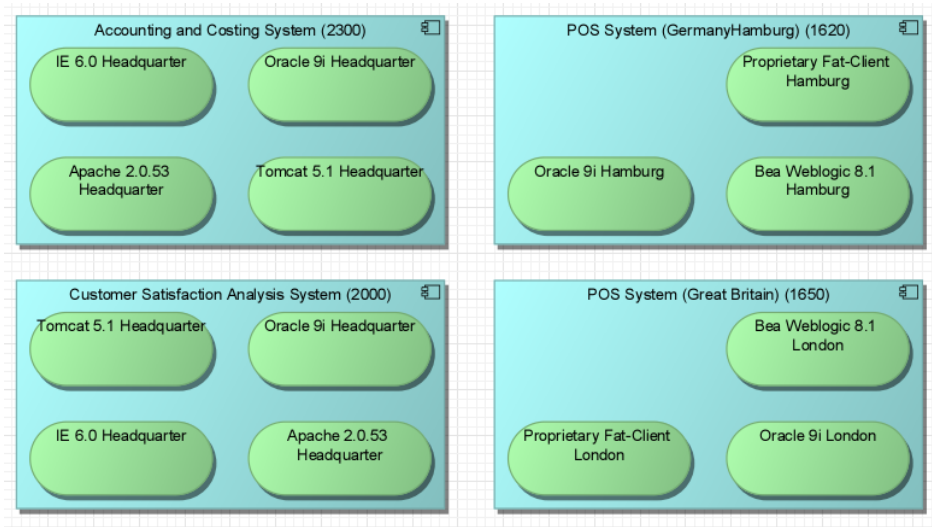 Accounting and Costing System (2300)
IE 6.0 Headquarter
Oracle 9i Headquarter
Apache 2.0.53
Headquarter
Tomcat 5.1 Headquarter
POS System (GermanyHamburg) (1620)
Proprietary Fat-Client
Hamburg
Oracle 9i Hamburg
Bea Weblogic 8.1
Hamburg
Customer Satisfaction Analysis System (2000)
Tomcat 5.1 Headquarter
Oracle 9i Headquarter
IE 6.0 Headquarter
Apache 2.0.53
Headquarter
POS System (Great Britain) (1650)
Bea Weblogic 8.1
London
Proprietary Fat-Client
London
Oracle 9i London